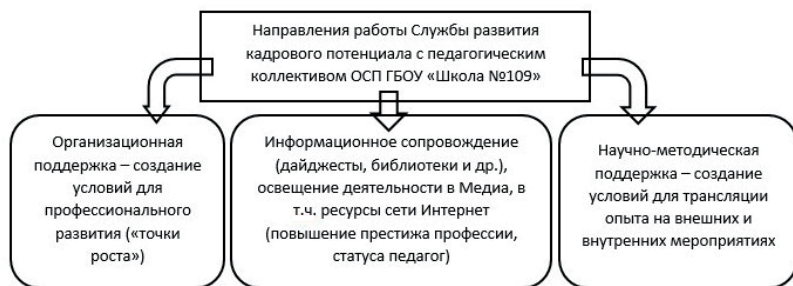 Направления работы Службы развития
кадрового потенциала с педагогическим
коллективом ОСП ГБОУ «Школа №109»
Организационная
поддержка – создание
условий для
профессионального
развития («точки
роста»)
Информационное сопровождение
(дайджесты, библиотеки и др.),
освещение деятельности в Медиа, в
т.ч. ресурсы сети Интернет
(повышение престижа профессии,
статуса педагог)
Научно-методическая
поддержка – создание
условий для трансляции
опыта на внешних и
внутренних мероприятиях